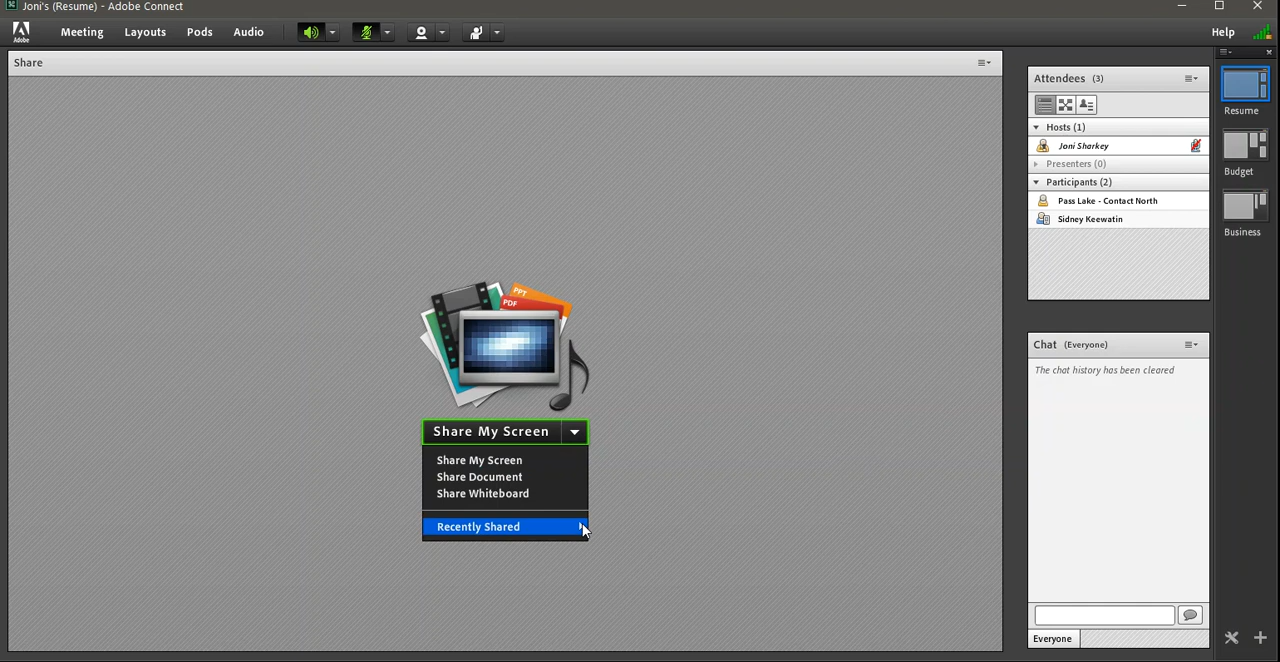 Joni's (Resume) - Adobe Connect
Adobe
Meeting Layouts Pods Audio Help
Share
Attendees (3)
Hosts (1)
Joni Sharkey
Presenters (0)
Participants (2)
Pass Lake - Contact North
Sidney Keewatin
Resume
Budget
Business
PPT
PDF
Share My Screen
Share My Screen
Share Document
Share Whiteboard
Recently Shared
Chat (Everyone)
The chat history has been cleared
Everyone